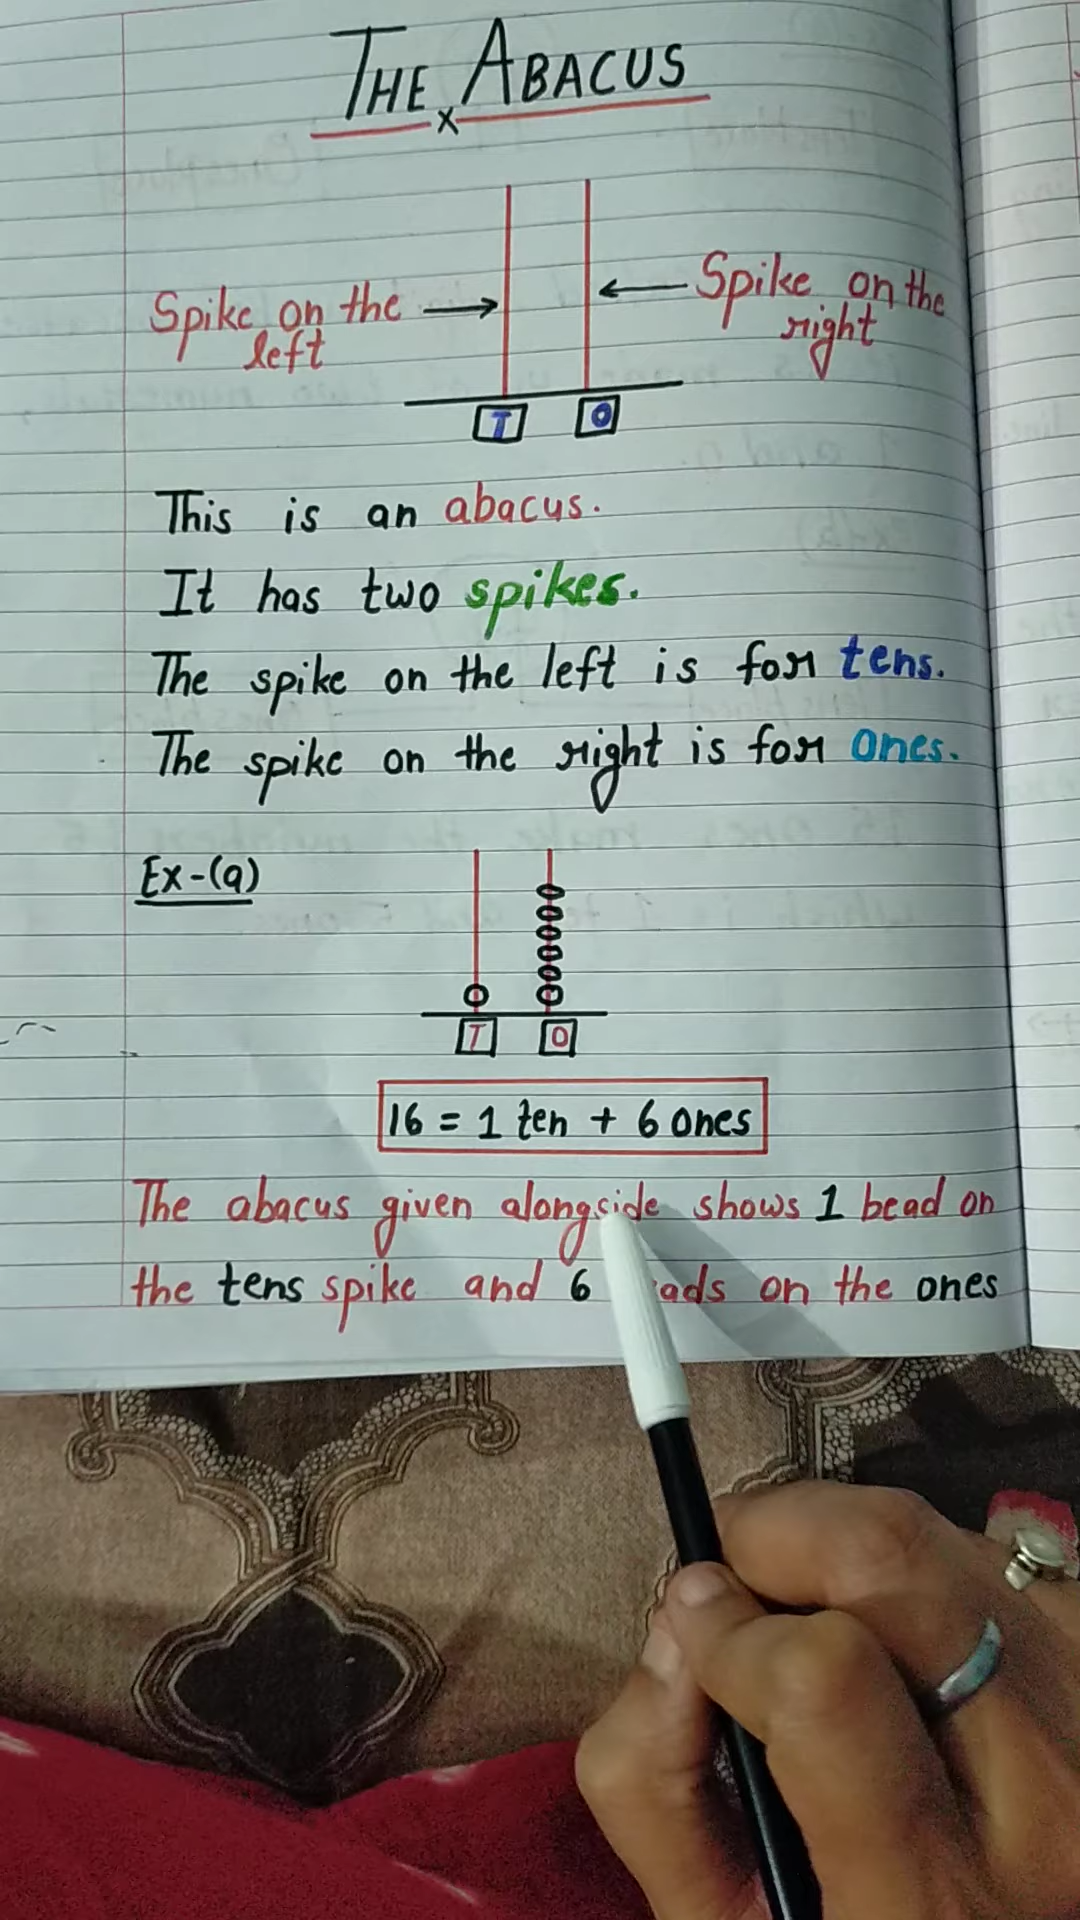 THE ABACUS
Spike on the
left
Spike on the
right
T O
This is an abacus.
It has two spikes.
The spike on the left is for tens.
The spike on the right is for ones.
Ex-(a)
T O
16 = 1 ten + 6 ones
The abacus given alongside shows 1 bead on
the tens spike and 6 ads on the ones